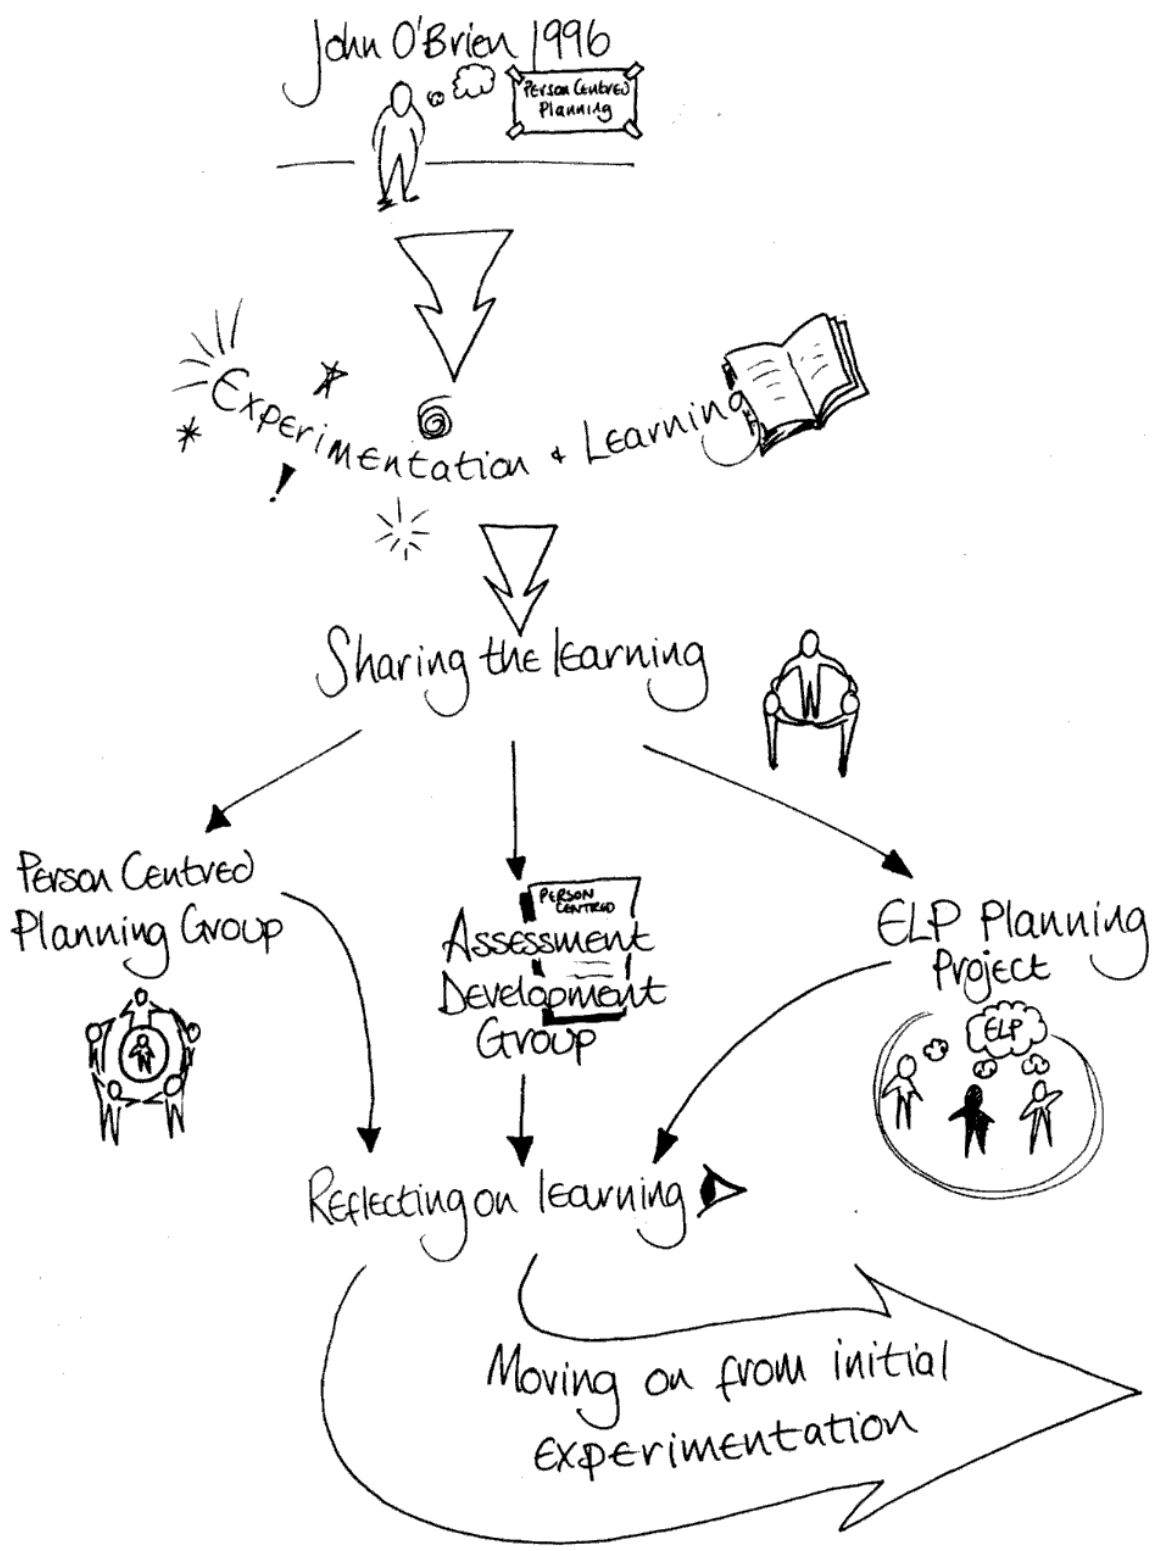 John O'Brien 1996
Person Centred
Planning
Experimentation + Learning
Sharing the learning
Person Centred
Planning Group
PERSON
CENTRED
Assessment
Development
Group
ELP Planning
Project
ELP
Reflecting on learning
Moving on from initial
experimentation